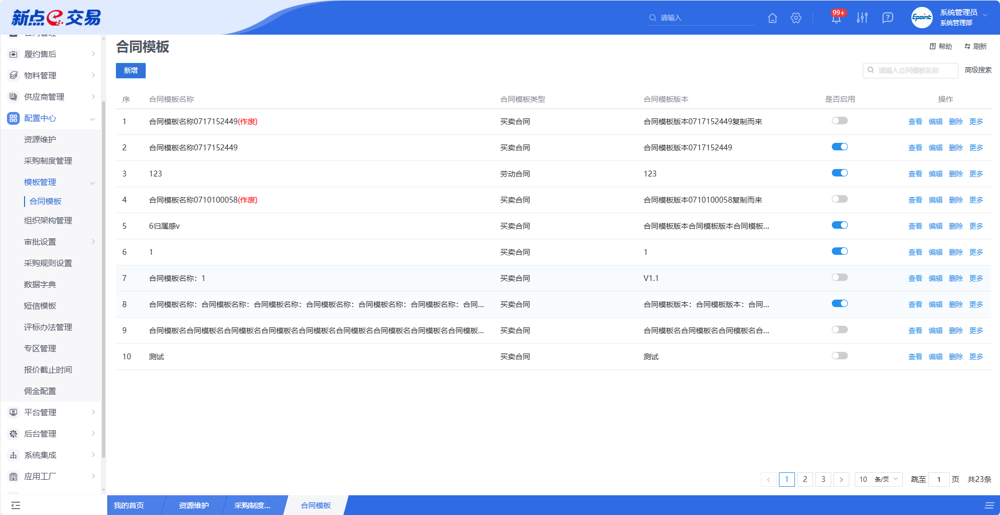 新点e交易
请输入
99+
Epoint
系统管理员
系统管理部
合同管理
履约售后
物料管理
供应商管理
配置中心
资源维护
采购制度管理
模板管理
合同模板
组织架构管理
审批设置
采购规则设置
数据字典
短信模板
评标办法管理
专区管理
报价截止时间
佣金配置
平台管理
后台管理
系统集成
应用工厂
合同模板
帮助 刷新
新增
请输入合同模板名称 高级搜索
序 合同模板名称 合同模板类型 合同模板版本 是否启用 操作
1 合同模板名称0717152449(作废) 买卖合同 合同模板版本0717152449复制而来 查看 编辑 删除 更多
2 合同模板名称0717152449 买卖合同 合同模板版本0717152449 查看 编辑 删除 更多
3 123 劳动合同 123 查看 编辑 删除 更多
4 合同模板名称0710100058(作废) 买卖合同 合同模板版本0710100058复制而来 查看 编辑 删除 更多
5 6归属感v 买卖合同 合同模板版本合同模板版本合同模板... 查看 编辑 删除 更多
6 1 买卖合同 1 查看 编辑 删除 更多
7 合同模板名称：1 买卖合同 V1.1 查看 编辑 删除 更多
8 合同模板名称：合同模板名称：合同模板名称：合同模板名称：合同模板名称：合同模板名称：合同... 买卖合同 合同模板版本：合同模板版本：合同... 查看 编辑 删除 更多
9 合同模板名合同模板名合同模板名合同模板名合同模板名合同模板名合同模板名合同模板名合同模板... 买卖合同 合同模板名合同模板名合同模板名合... 查看 编辑 删除 更多
10 测试 买卖合同 测试 查看 编辑 删除 更多
1 2 3 10 条/页 跳至 1 页 共23条
我的首页 资源维护 采购制度... 合同模板